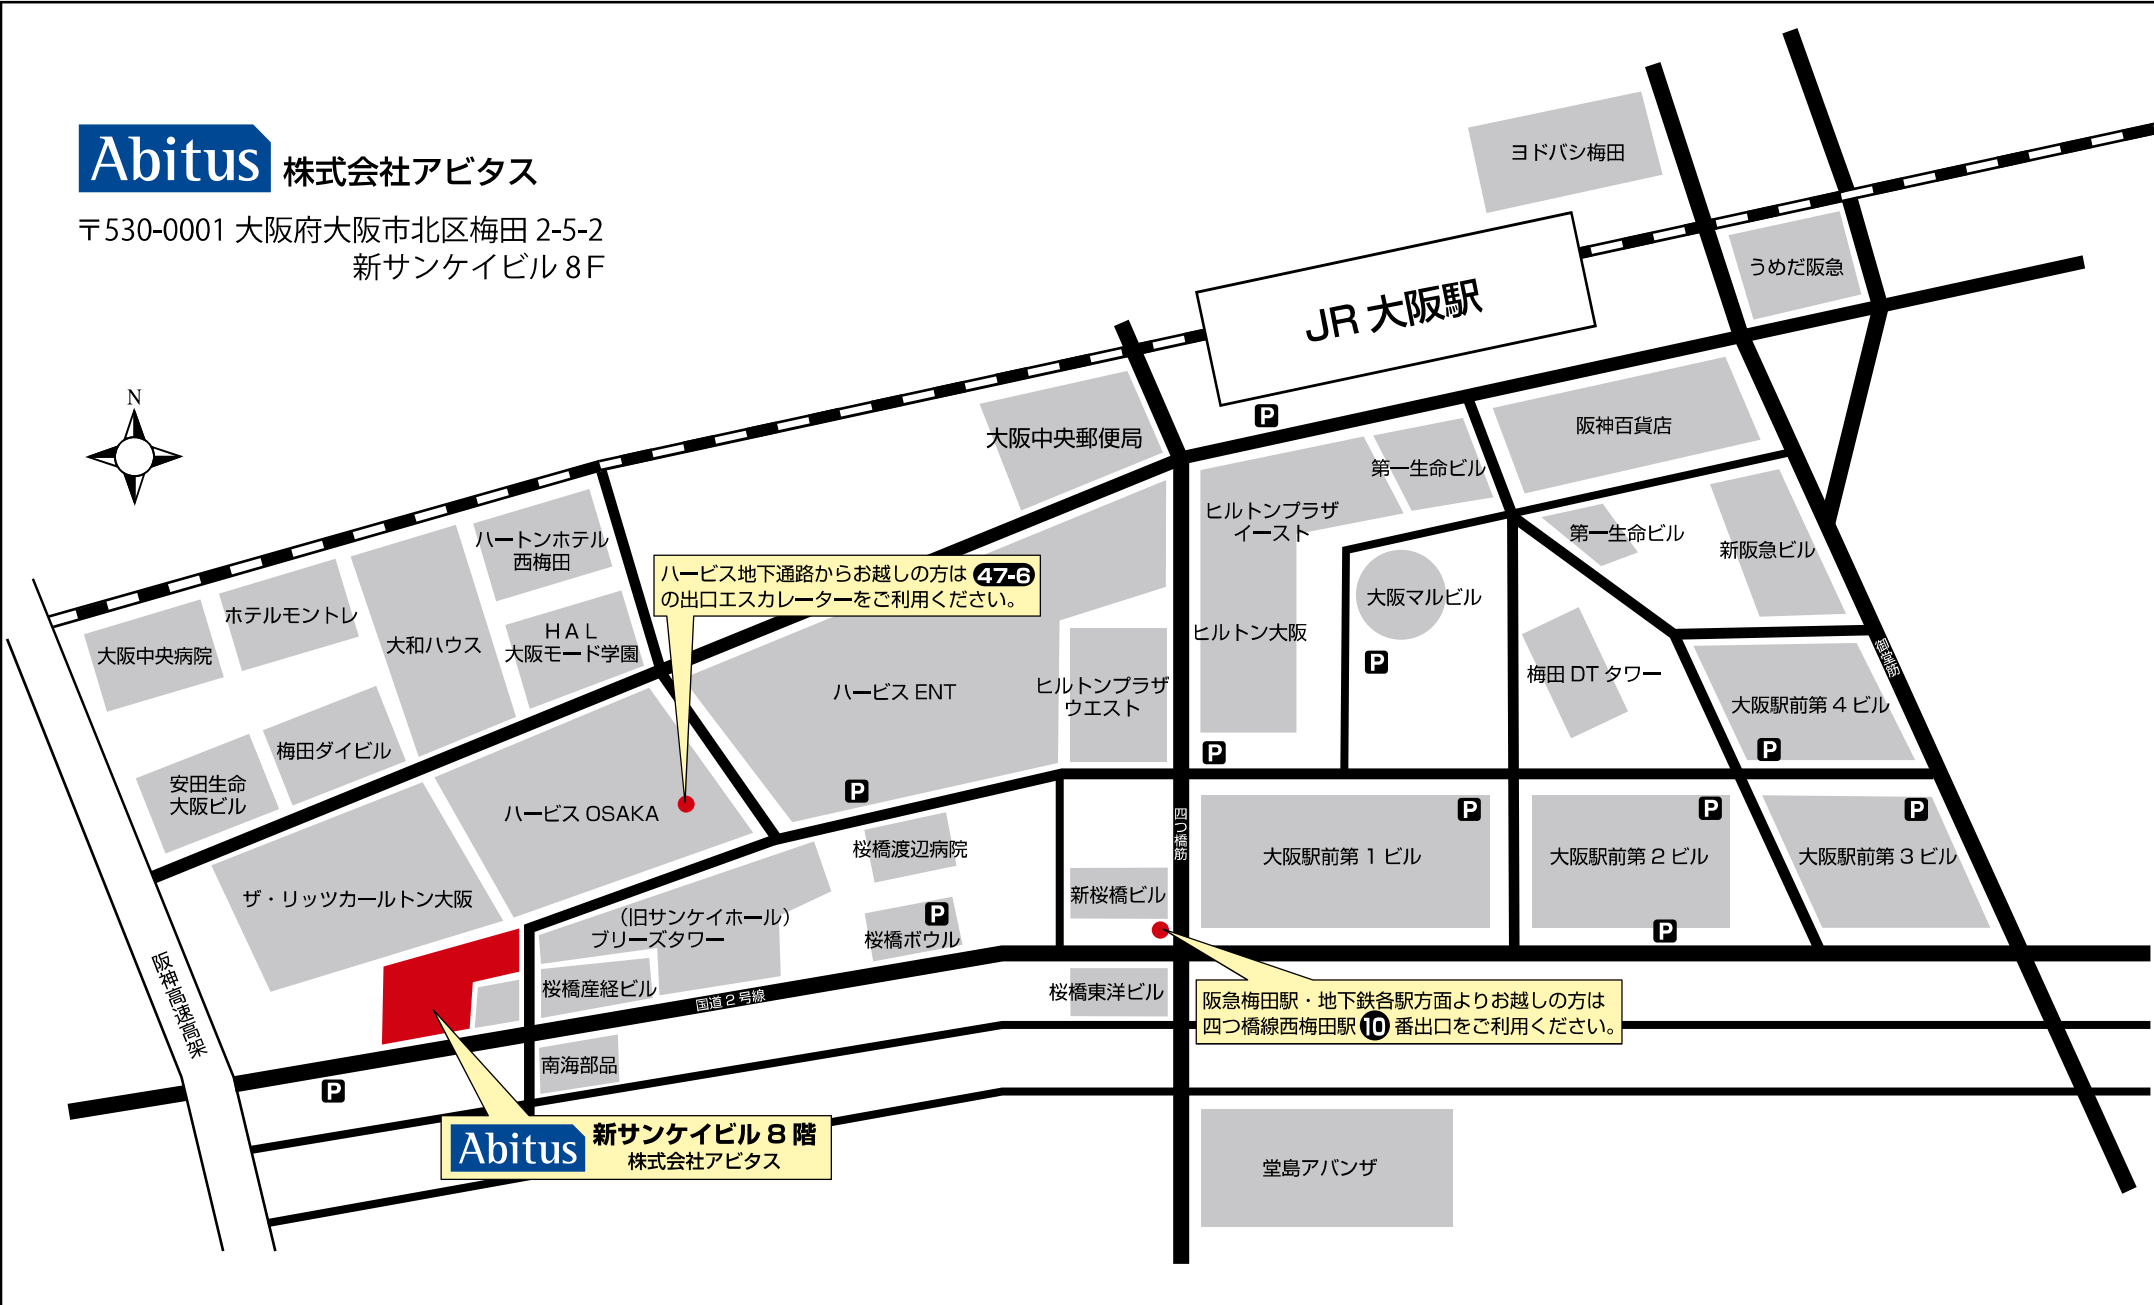 Abitus 株式会社アビタス
〒530-0001 大阪府大阪市北区梅田 2-5-2
新サンケイビル 8F
N
ヨドバシ梅田
うめだ阪急
JR 大阪駅
P
大阪中央郵便局
阪神百貨店
第一生命ビル
ヒルトンプラザ
イースト
第一生命ビル
新阪急ビル
ハートンホテル
西梅田
ハービス地下通路からお越しの方は 47-6
の出口エスカレーターをご利用ください。
大阪マルビル
ホテルモントレ
大和ハウス
HAL
大阪モード学園
大阪中央病院
ヒルトン大阪
P
御堂筋
梅田 DT タワー
ハービス ENT
ヒルトンプラザ
ウエスト
大阪駅前第 4 ビル
P
梅田ダイビル
P
安田生命
大阪ビル
P
ハービス OSAKA
四つ橋筋
P
P
P
桜橋渡辺病院
大阪駅前第 1 ビル
大阪駅前第 2 ビル
大阪駅前第 3 ビル
ザ・リッツカールトン大阪
新桜橋ビル
(旧サンケイホール)
ブリーズタワー
P
桜橋ボウル
P
阪神高速高架
桜橋産経ビル
国道 2 号線
桜橋東洋ビル
阪急梅田駅・地下鉄各駅方面よりお越しの方は
四つ橋線西梅田駅 10 番出口をご利用ください。
南海部品
P
Abitus 新サンケイビル 8 階
株式会社アビタス
堂島アバンザ